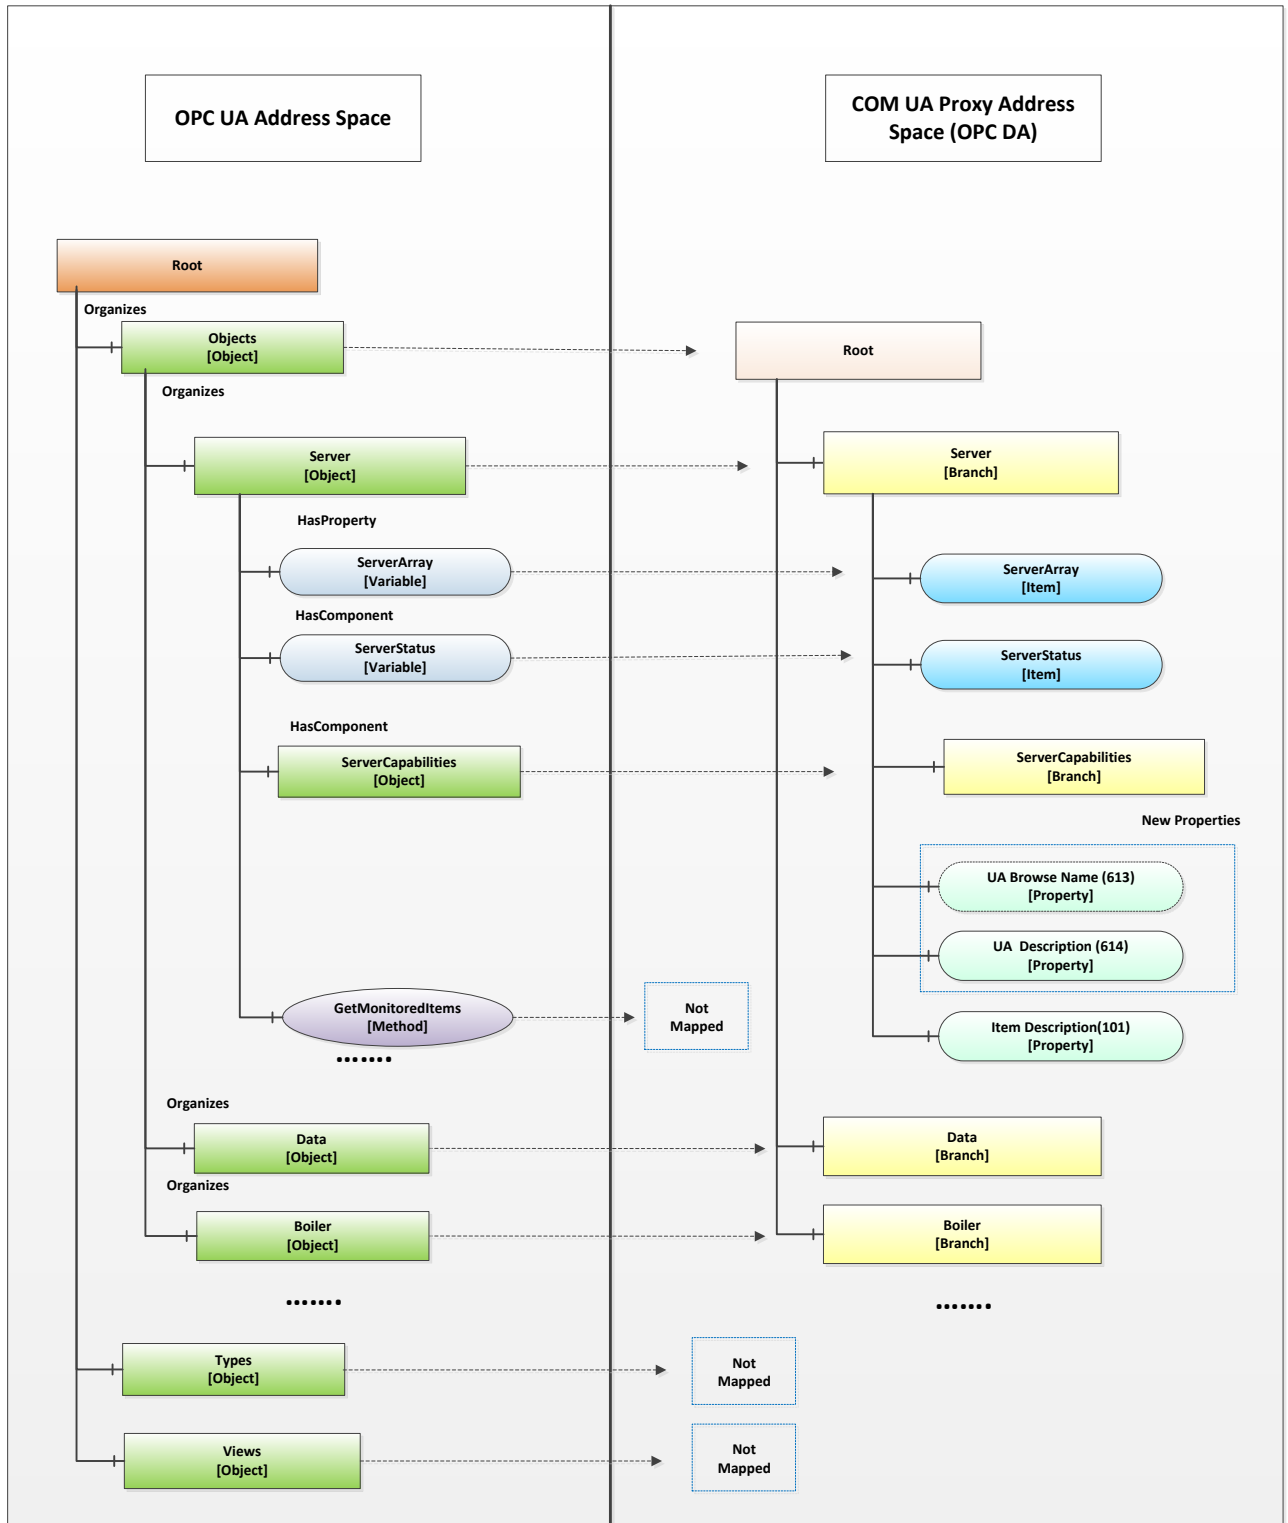 OPC UA Address Space
COM UA Proxy Address
Space (OPC DA)
Root
Organizes
Objects
[Object]
Root
Organizes
Server
[Object]
Server
[Branch]
HasProperty
ServerArray
[Variable]
ServerArray
[Item]
HasComponent
ServerStatus
[Variable]
ServerStatus
[Item]
HasComponent
ServerCapabilities
[Object]
ServerCapabilities
[Branch]
New Properties
UA Browse Name (613)
[Property]
UA  Description (614)
[Property]
GetMonitoredItems
[Method]
Not
Mapped
Item Description(101)
[Property]
.......
Organizes
Data
[Object]
Data
[Branch]
Organizes
Boiler
[Object]
Boiler
[Branch]
.......
.......
Types
[Object]
Not
Mapped
Views
[Object]
Not
Mapped